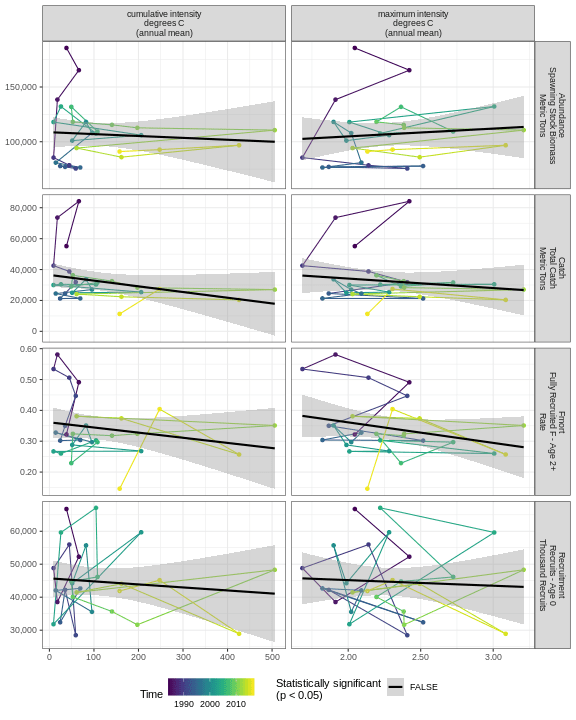 cumulative intensity
degrees C
(annual mean)
maximum intensity
degrees C
(annual mean)
150,000
100,000
Abundance
Spawning Stock Biomass
Metric Tons
80,000
60,000
40,000
20,000
0
Catch
Total Catch
Metric Tons
0.60
0.50
0.40
0.30
0.20
Fmort
Fully Recruited F - Age 2+
Rate
60,000
50,000
40,000
30,000
Recruitment
Recruits - Age 0
Thousand Recruits
0 100 200 300 400 500
2.00 2.50 3.00
Time
1990 2000 2010
Statistically significant
(p < 0.05)
FALSE